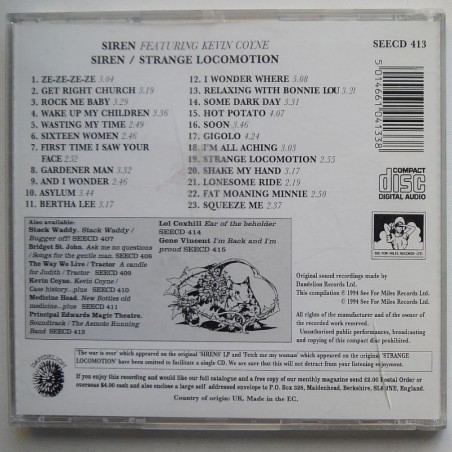 SIREN FEATURING KEVIN COYNE
SEECD 413
SIREN / STRANGE LOCOMOTION
5 014661 041338
1. ZE-ZE-ZE-ZE 3.04
2. GET RIGHT CHURCH 3.19
3. ROCK ME BABY 3.29
4. WAKE UP MY CHILDREN 3.36
5. WASTING MY TIME 2.49
6. SIXTEEN WOMEN 2.46
7. FIRST TIME I SAW YOUR
FACE 2.32
8. GARDENER MAN 3.32
9. AND I WONDER 2.56
10. ASYLUM 3.44
11. BERTHA LEE 3.17
12. I WONDER WHERE 3.08
13. RELAXING WITH BONNIE LOU 3.21
14. SOME DARK DAY 3.31
15. HOT POTATO 4.07
16. SOON 3.46
17. GIGOLO 4.24
18. I'M ALL ACHING 3.03
19. STRANGE LOCOMOTION 2.55
20. SHAKE MY HAND 3.13
21. LONESOME RIDE 2.19
22. FAT MOANING MINNIE 2.50
23. SQUEEZE ME 2.37
COMPACT
disc
DIGITAL AUDIO
SEE FOR MILES RECORDS LTD
Also available:
Stack Waddy. Stack Waddy /
Bugger off! SEECD 407
Bridget St. John. Ask me no questions
/ Songs for the gentle man. SEECD 408
The Way We Live / Tractor A candle
for Judith / Tractor SEECD 409
Kevin Coyne. Kevin Coyne /
Case history...plus SEECD 410
Medicine Head. New Bottles old
medicine... plus SEECD 411
Principal Edwards Magic Theatre.
Soundtrack / The Asmoto Running
Band SEECD 412
Lol Coxhill Ear of the beholder
SEECD 414
Gene Vincent I'm Back and I'm
proud SEECD 415
Original sound recordings made by
Dandelion Records Ltd.
This compilation ℗ 1994 See For Miles Records Ltd.
© 1994 See For Miles Records Ltd.
All rights of the manufacturer and of the owner of
the recorded work reserved.
Unauthorised public performances, broadcasting
and copying of this compact disc prohibited.
'The war is over' which appeared on the original 'SIREN' LP and 'Fetch me my woman' which appeared on the original 'STRANGE
LOCOMOTION' have been omitted to facilitate a single CD. We are sure that this will not detract from your listening enjoyment.
If you enjoy this recording and would like our full catalogue and a free copy of our monthly magazine send £2.00 Postal Order or
overseas $4.00 cash and also enclose a large self addressed envelope to P.O. Box 328, Maidenhead, Berkshire, SL6 2NE, England.
Country of origin: UK. Made in the EC.